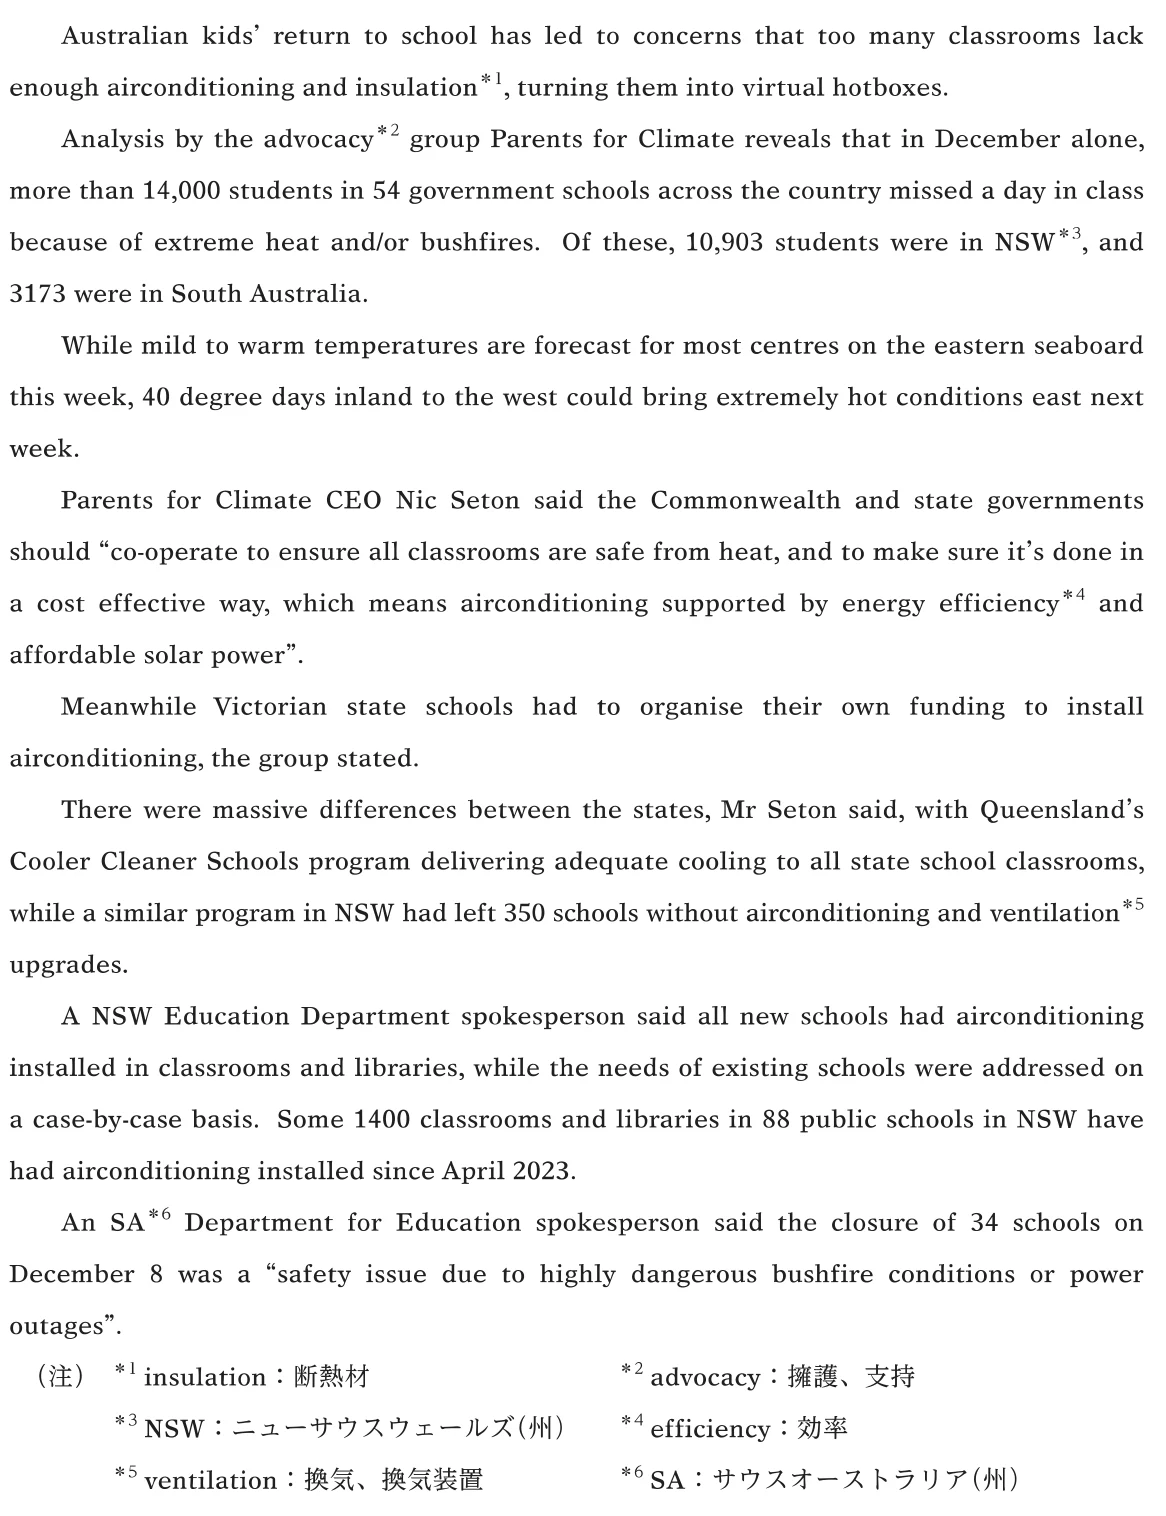 Australian kids’ return to school has led to concerns that too many classrooms lack
enough airconditioning and insulation*1, turning them into virtual hotboxes.
Analysis by the advocacy*2 group Parents for Climate reveals that in December alone,
more than 14,000 students in 54 government schools across the country missed a day in class
because of extreme heat and/or bushfires. Of these, 10,903 students were in NSW*3, and
3173 were in South Australia.
While mild to warm temperatures are forecast for most centres on the eastern seaboard
this week, 40 degree days inland to the west could bring extremely hot conditions east next
week.
Parents for Climate CEO Nic Seton said the Commonwealth and state governments
should “co-operate to ensure all classrooms are safe from heat, and to make sure it’s done in
a cost effective way, which means airconditioning supported by energy efficiency*4 and
affordable solar power”.
Meanwhile Victorian state schools had to organise their own funding to install
airconditioning, the group stated.
There were massive differences between the states, Mr Seton said, with Queensland’s
Cooler Cleaner Schools program delivering adequate cooling to all state school classrooms,
while a similar program in NSW had left 350 schools without airconditioning and ventilation*5
upgrades.
A NSW Education Department spokesperson said all new schools had airconditioning
installed in classrooms and libraries, while the needs of existing schools were addressed on
a case-by-case basis. Some 1400 classrooms and libraries in 88 public schools in NSW have
had airconditioning installed since April 2023.
An SA*6 Department for Education spokesperson said the closure of 34 schools on
December 8 was a “safety issue due to highly dangerous bushfire conditions or power
outages”.
（注） *1 insulation：断熱材 *2 advocacy：擁護、支持
*3 NSW：ニューサウスウェールズ（州） *4 efficiency：効率
*5 ventilation：換気、換気装置 *6 SA：サウスオーストラリア（州）